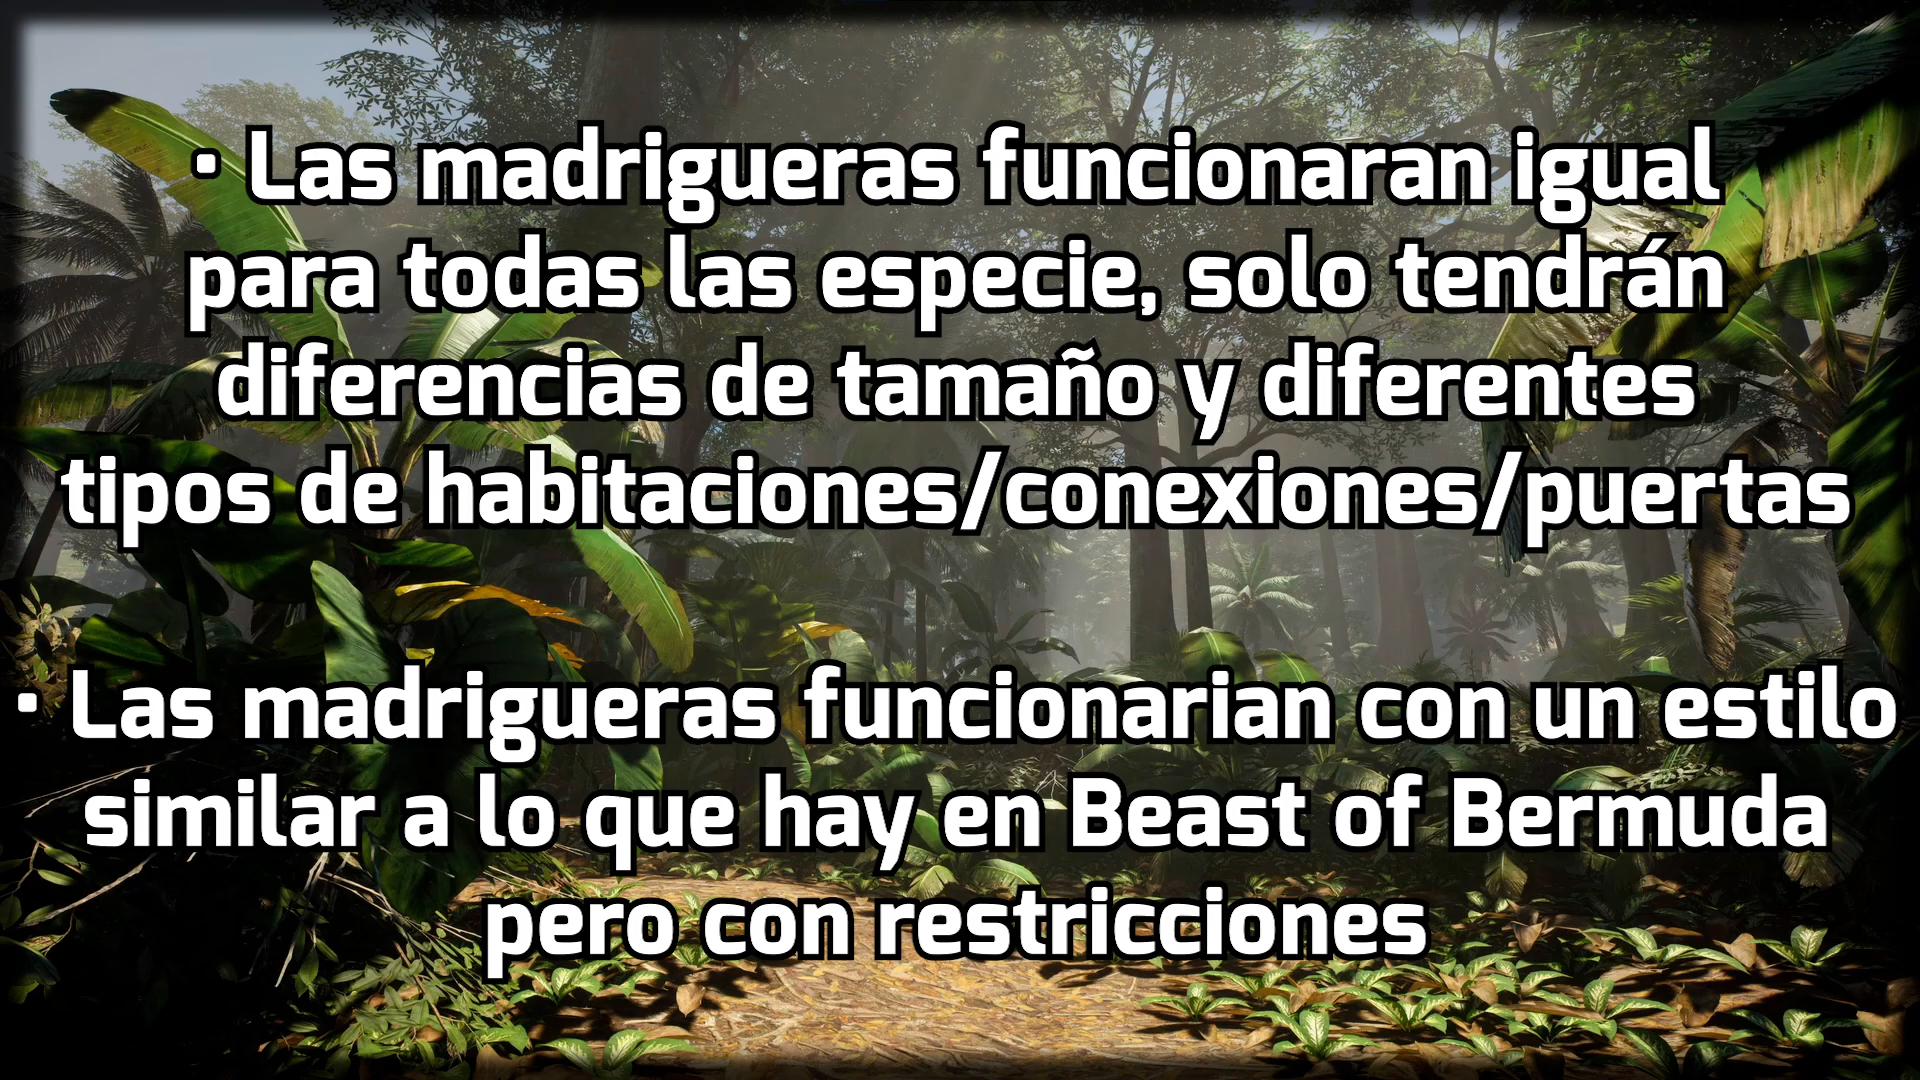 · Las madrigueras funcionaran igual
para todas las especie, solo tendrán
diferencias de tamaño y diferentes
tipos de habitaciones/conexiones/puertas
· Las madrigueras funcionarian con un estilo
similar a lo que hay en Beast of Bermuda
pero con restricciones